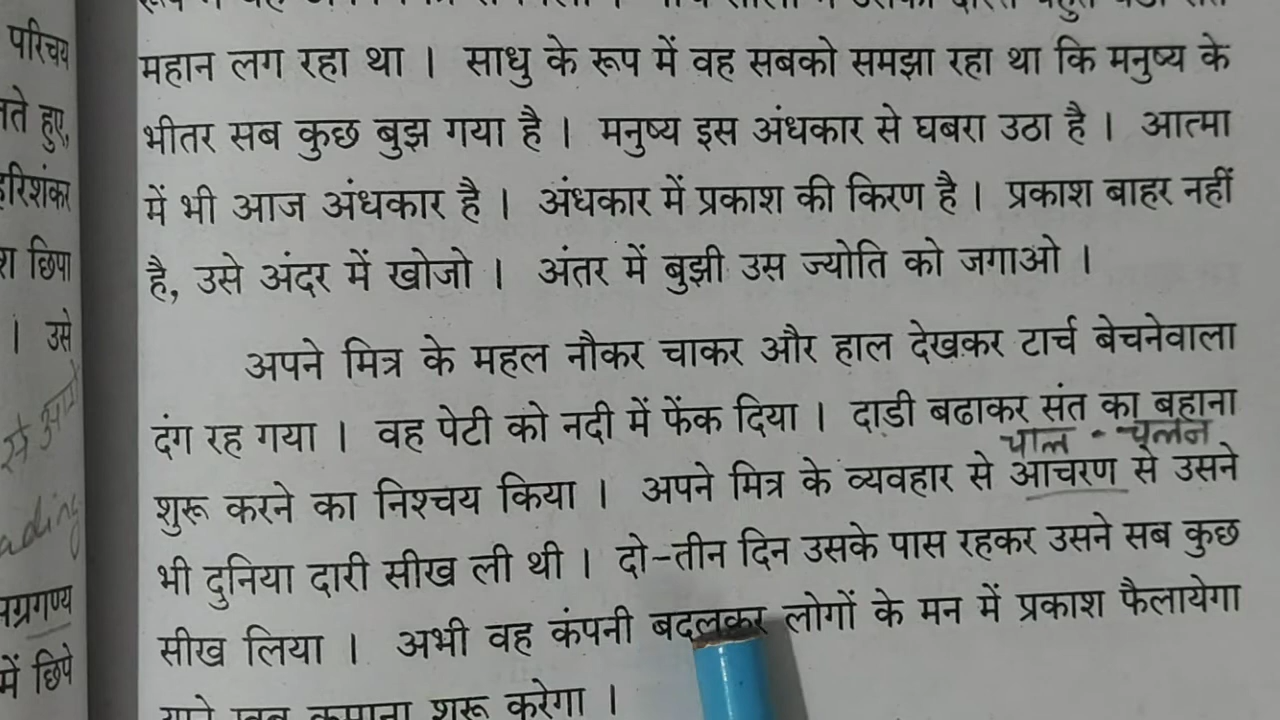 परिचय
ते हुए,
हरिशंकर
छिपा
। उसे
अग्रगण्य
में छिपे
महान लग रहा था । साधु के रूप में वह सबको समझा रहा था कि मनुष्य के
भीतर सब कुछ बुझ गया है । मनुष्य इस अंधकार से घबरा उठा है । आत्मा
में भी आज अंधकार है । अंधकार में प्रकाश की किरण है । प्रकाश बाहर नहीं
है, उसे अंदर में खोजो । अंतर में बुझी उस ज्योति को जगाओ ।
अपने मित्र के महल नौकर चाकर और हाल देखकर टार्च बेचनेवाला
दंग रह गया । वह पेटी को नदी में फेंक दिया । दाडी बढाकर संत का बहाना
चाल - चलन
शुरू करने का निश्चय किया । अपने मित्र के व्यवहार से आचरण से उसने
भी दुनिया दारी सीख ली थी । दो-तीन दिन उसके पास रहकर उसने सब कुछ
सीख लिया । अभी वह कंपनी बदलकर लोगों के मन में प्रकाश फैलायेगा
शुरू करेगा ।